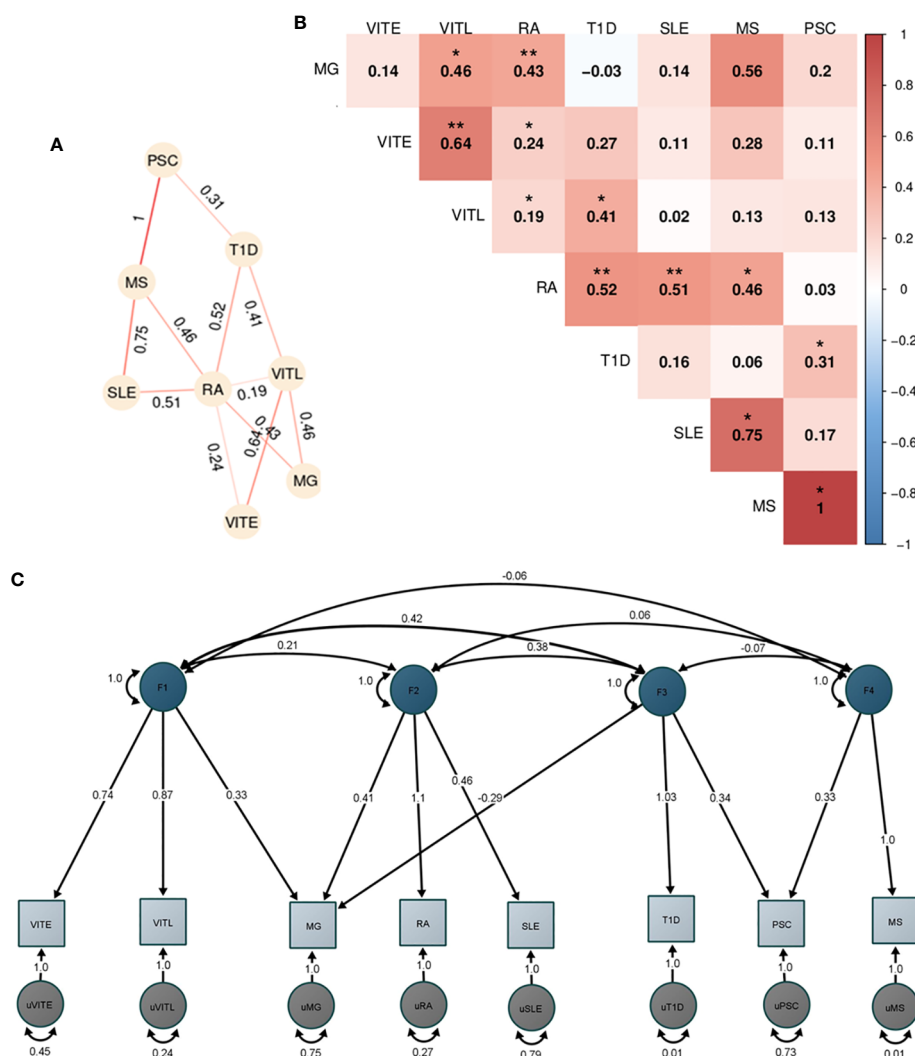 B
VITE VITL RA T1D SLE MS PSC
MG 0.14 * 0.46 ** 0.43 −0.03 0.14 0.56 0.2
VITE ** 0.64 * 0.24 0.27 0.11 0.28 0.11
VITL * 0.19 * 0.41 0.02 0.13 0.13
RA ** 0.52 ** 0.51 * 0.46 0.03
T1D 0.16 0.06 * 0.31
SLE * 0.75 0.17
MS * 1
1
0.8
0.6
0.4
0.2
0
−0.2
−0.4
−0.6
−0.8
−1
A
PSC
0.31
1
T1D
MS
0.75
0.46
0.52
0.41
SLE
0.51
RA
0.19
VITL
0.24
0.64
0.43
0.46
MG
VITE
C
-0.06
0.42
0.06
0.21
0.38
-0.07
1.0 F1 1.0 F2 1.0 F3 1.0 F4
0.74 0.87 0.33 0.41 1.1 0.46 -0.29 1.03 0.34 0.33 1.0
VITE VITL MG RA SLE T1D PSC MS
1.0 1.0 1.0 1.0 1.0 1.0 1.0 1.0
uVITE uVITL uMG uRA uSLE uT1D uPSC uMS
0.45 0.24 0.75 0.27 0.79 0.01 0.73 0.01